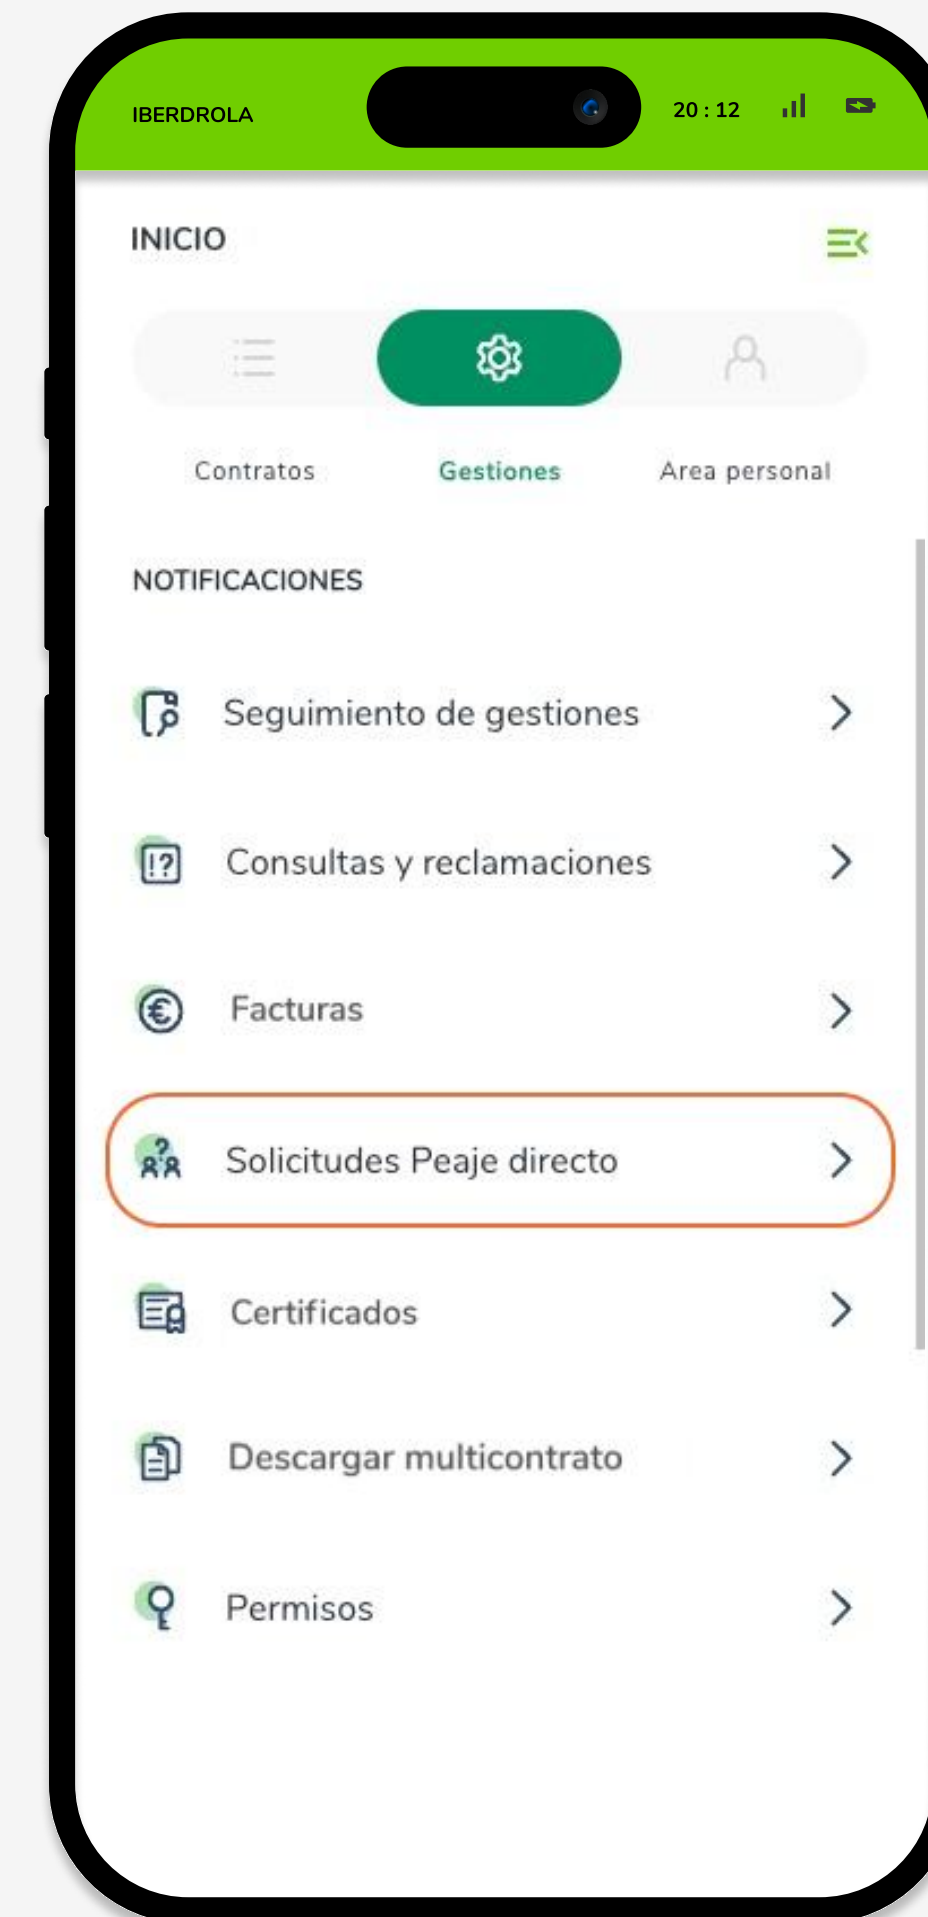 IBERDROLA
20 : 12
INICIO
Contratos
Gestiones
Area personal
NOTIFICACIONES
Seguimiento de gestiones
!?
Consultas y reclamaciones
€
Facturas
?
Solicitudes Peaje directo
Certificados
Descargar multicontrato
Permisos